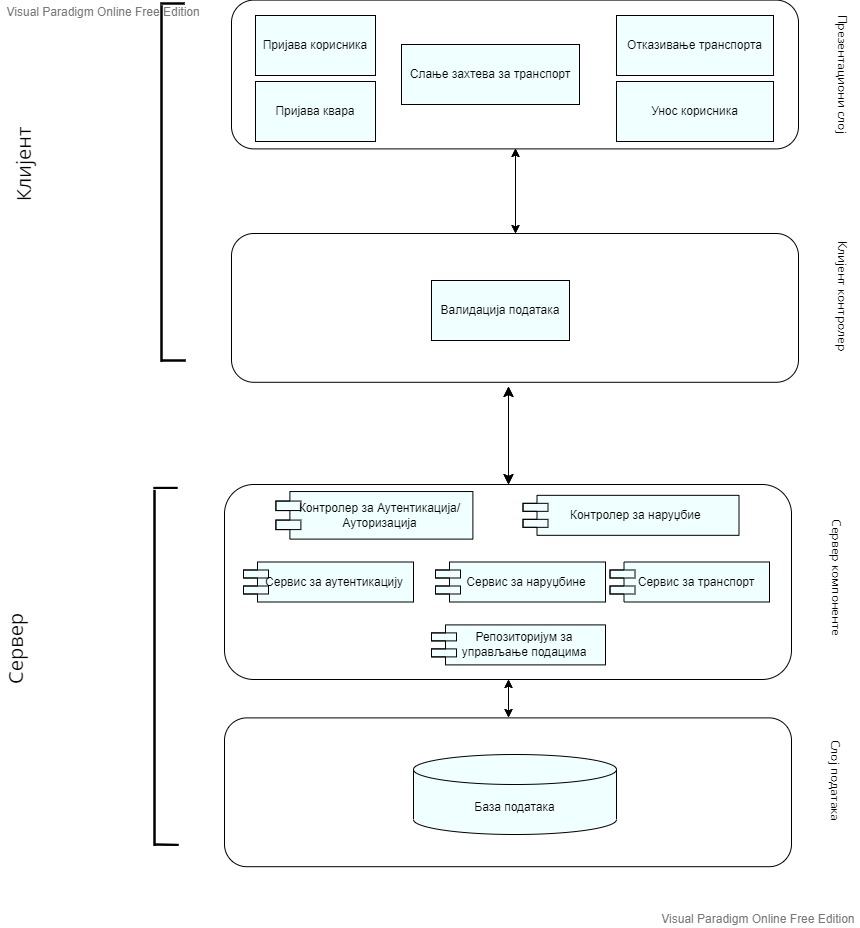 Visual Paradigm Online Free Edition
Клијент
Презентациони слој
Пријава корисника
Слање захтева за транспорт
Отказивање транспорта
Пријава квара
Унос корисника
Клијент контролер
Валидација података
Сервер
Сервер компоненте
Контролер за Аутентикација/
Ауторизација
Контролер за наруџбие
Сервис за аутентикацију
Сервис за наруџбине
Сервис за транспорт
Репозиторијум за
управљање подацима
Слој података
База података
Visual Paradigm Online Free Edition